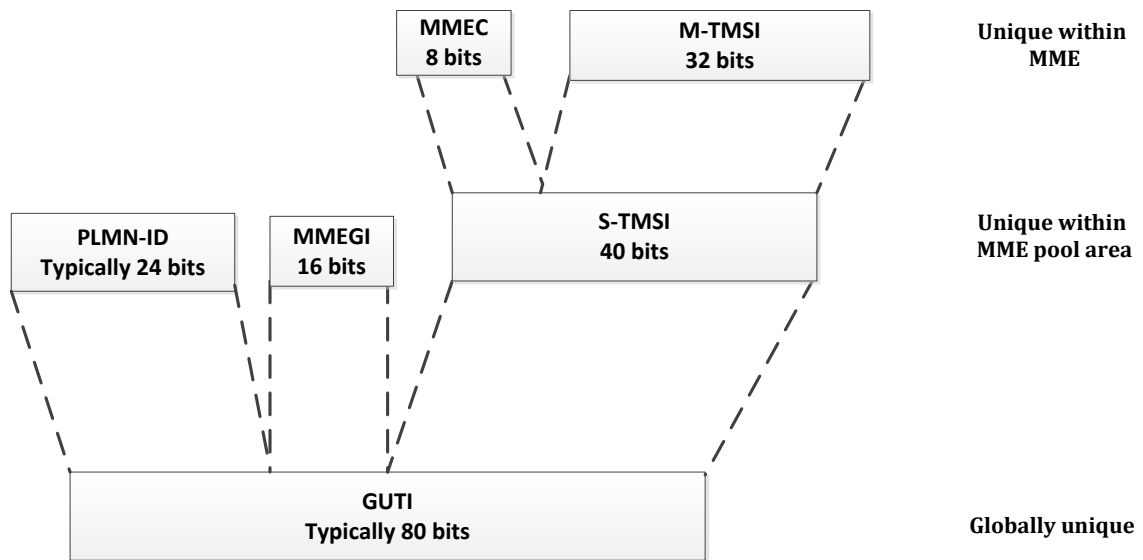 MMEC
8 bits
M-TMSI
32 bits
Unique within
MME
PLMN-ID
Typically 24 bits
MMEGI
16 bits
S-TMSI
40 bits
Unique within
MME pool area
GUTI
Typically 80 bits
Globally unique